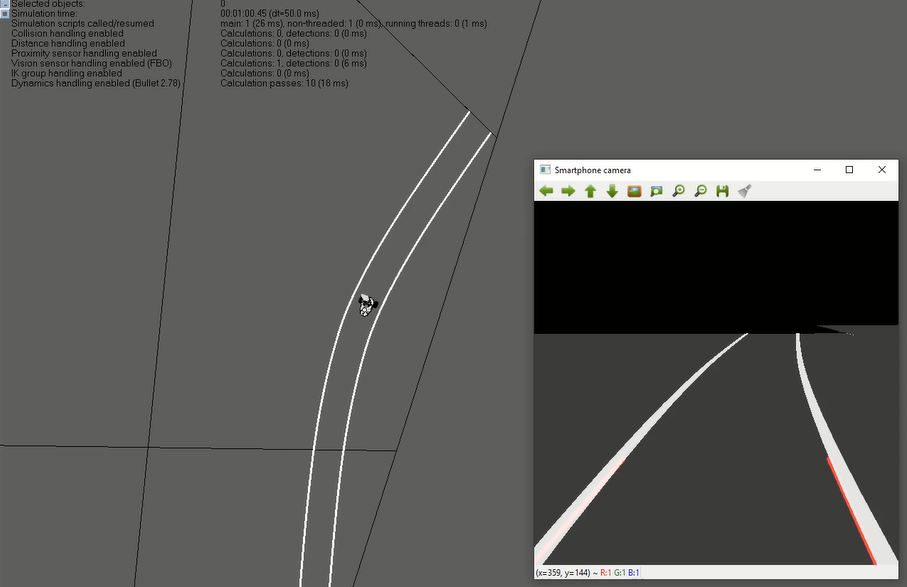 Selected objects: 0
Simulation time: 00:01:00.45 (dt=50.0 ms)
Simulation scripts called/resumed main: 1 (26 ms), non-threaded: 1 (0 ms), running threads: 0 (1 ms)
Collision handling enabled Calculations: 0, detections: 0 (0 ms)
Distance handling enabled Calculations: 0 (0 ms)
Proximity sensor handling enabled Calculations: 0, detections: 0 (0 ms)
Vision sensor handling enabled (FBO) Calculations: 1, detections: 0 (6 ms)
IK group handling enabled Calculations: 0 (0 ms)
Dynamics handling enabled (Bullet 2.78) Calculation passes: 10 (18 ms)
Smartphone camera
(x=359, y=144) ~ R:1 G:1 B:1